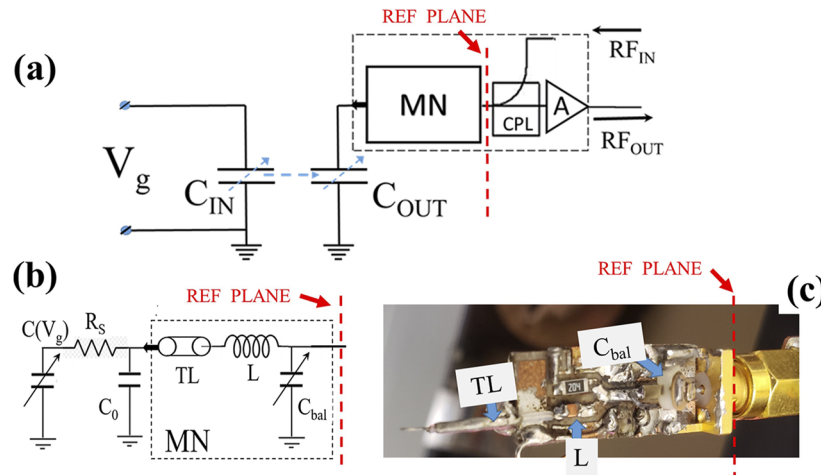 (a)
REF PLANE
RF_IN
MN
CPL
A
RF_OUT
V_g
C_IN
C_OUT
(b)
REF PLANE
C(V_g)
R_S
TL
L
C_0
C_bal
MN
REF PLANE
(c)
C_bal
TL
204
L